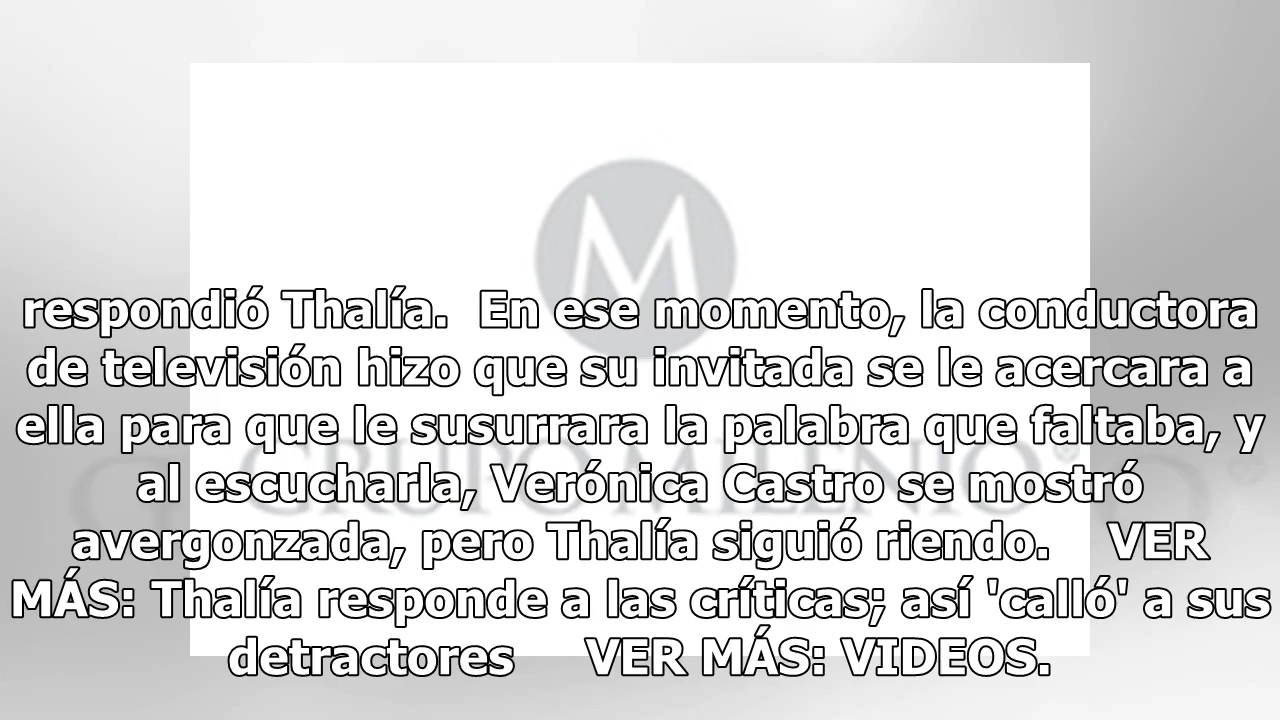 M
respondió Thalía.  En ese momento, la conductora
de televisión hizo que su invitada se le acercara a
ella para que le susurrara la palabra que faltaba, y
al escucharla, Verónica Castro se mostró
avergonzada, pero Thalía siguió riendo.    VER
MÁS: Thalía responde a las críticas; así 'calló' a sus
detractores     VER MÁS: VIDEOS.
GRUPO MILENIO®